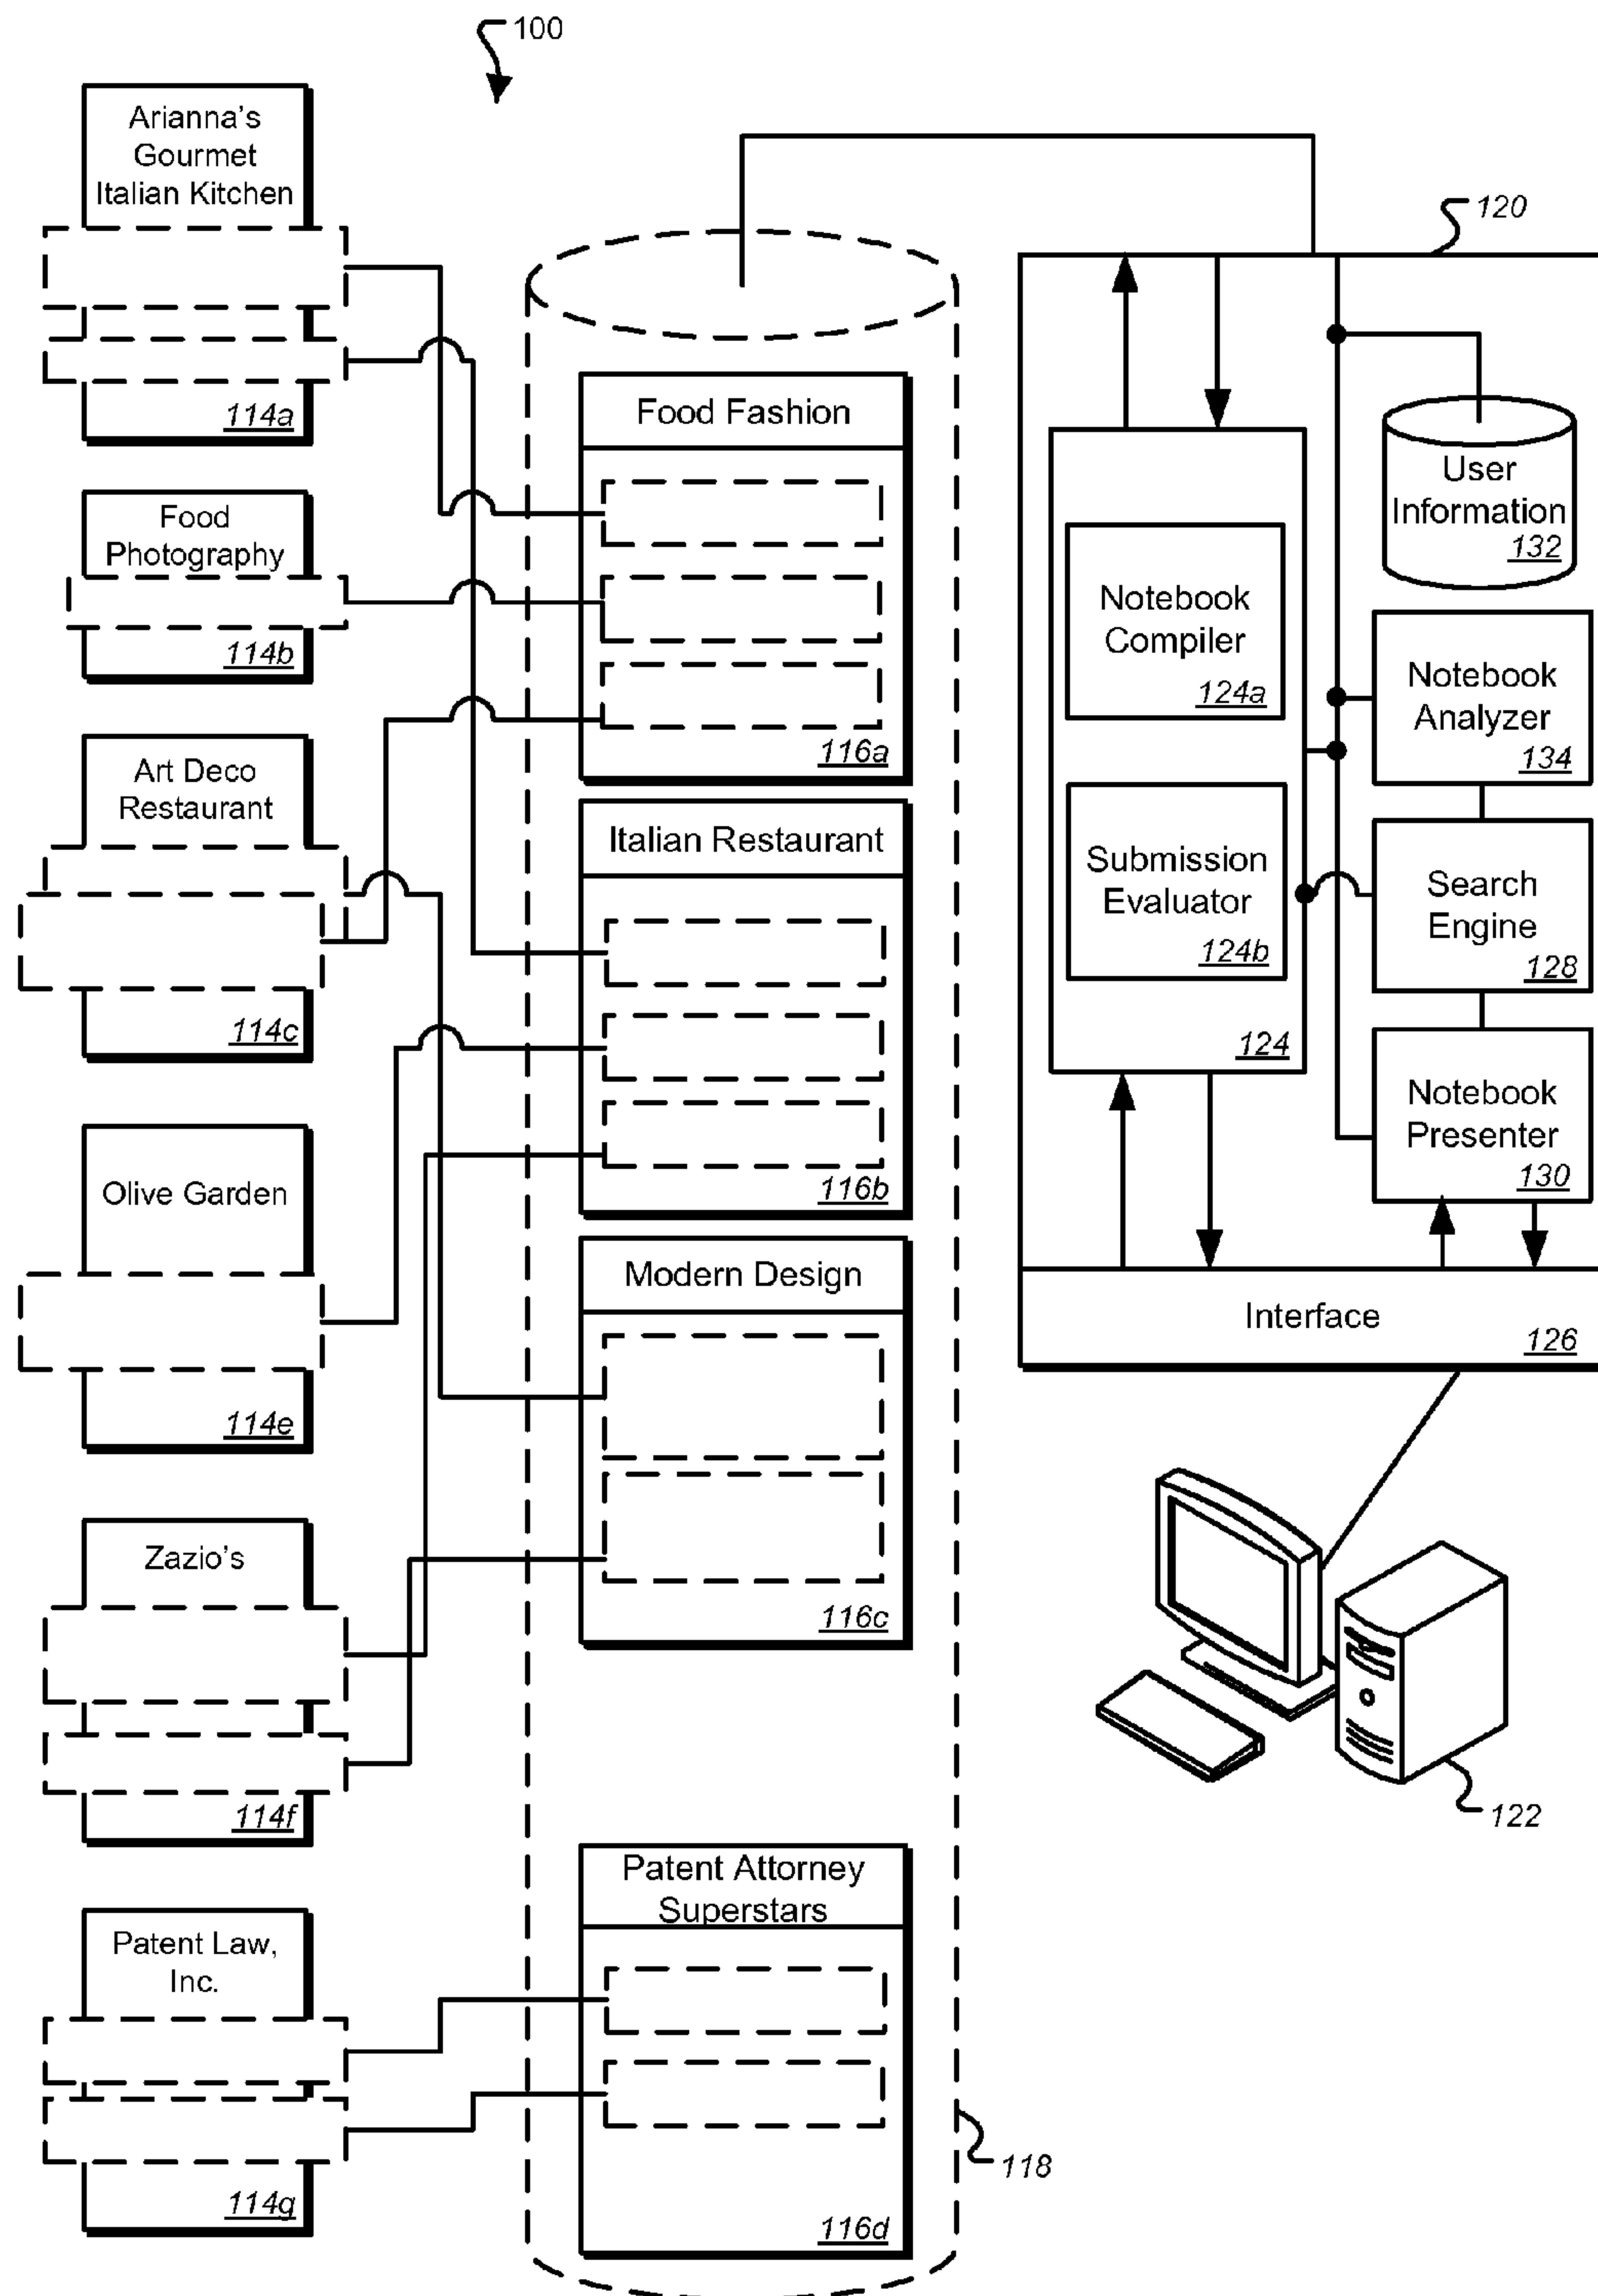 100
Arianna's
Gourmet
Italian Kitchen
114a
Food
Photography
114b
Art Deco
Restaurant
114c
Olive Garden
114e
Zazio's
114f
Patent Law,
Inc.
114g
Food Fashion
116a
Italian Restaurant
116b
Modern Design
116c
Patent Attorney
Superstars
116d
118
120
Notebook
Compiler
124a
Submission
Evaluator
124b
124
User
Information
132
Notebook
Analyzer
134
Search
Engine
128
Notebook
Presenter
130
Interface
126
122